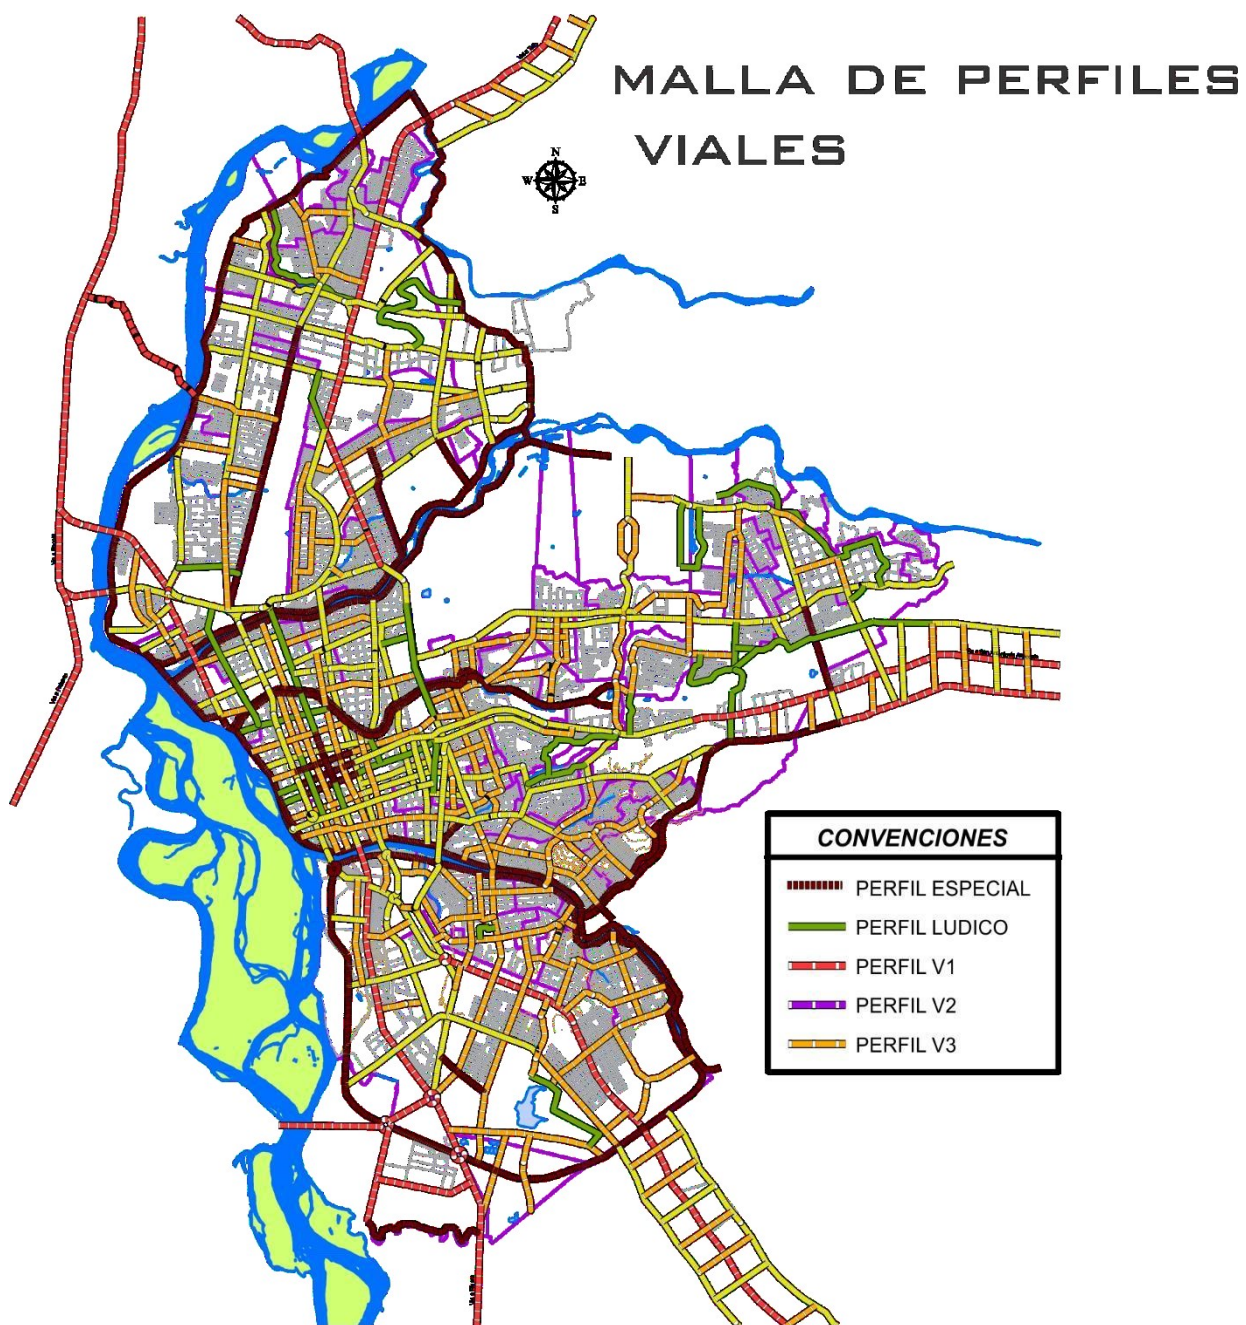 MALLA DE PERFILES
VIALES
N
W E
S
CONVENCIONES
PERFIL ESPECIAL
PERFIL LUDICO
PERFIL V1
PERFIL V2
PERFIL V3